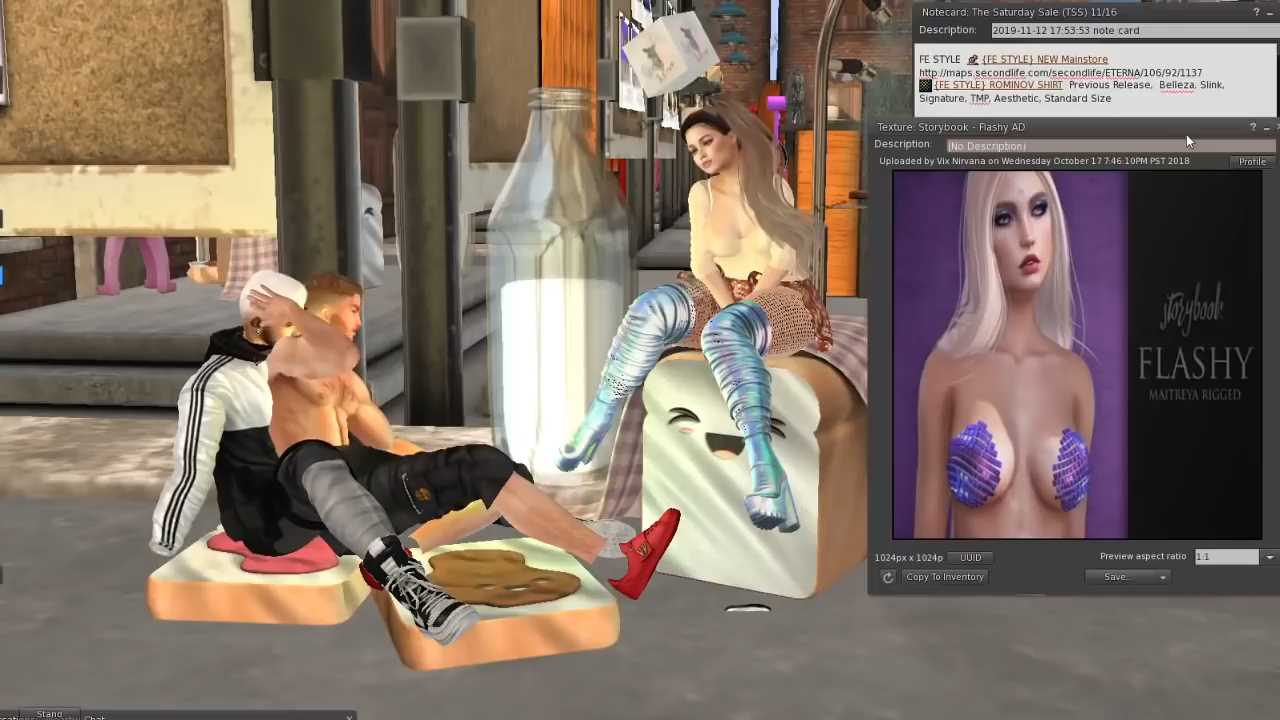 Notecard: The Saturday Sale (TSS) 11/16
Description: 2019-11-12 17:53:53 note card
FE STYLE {FE STYLE} NEW Mainstore
http://maps.secondlife.com/secondlife/ETERNA/106/92/1137
{FE STYLE} ROMINOV SHIRT Previous Release, Belleza, Slink,
Signature, TMP, Aesthetic, Standard Size
Texture: Storybook - Flashy AD
Description: (No Description)
Uploaded by Vix Nirvana on Wednesday October 17 7:46:10PM PST 2018
Profile
storybook
FLASHY
MAITREYA RIGGED
1024px x 1024p
UUID
Preview aspect ratio 1:1
Copy To Inventory
Save...
Stand
Chat